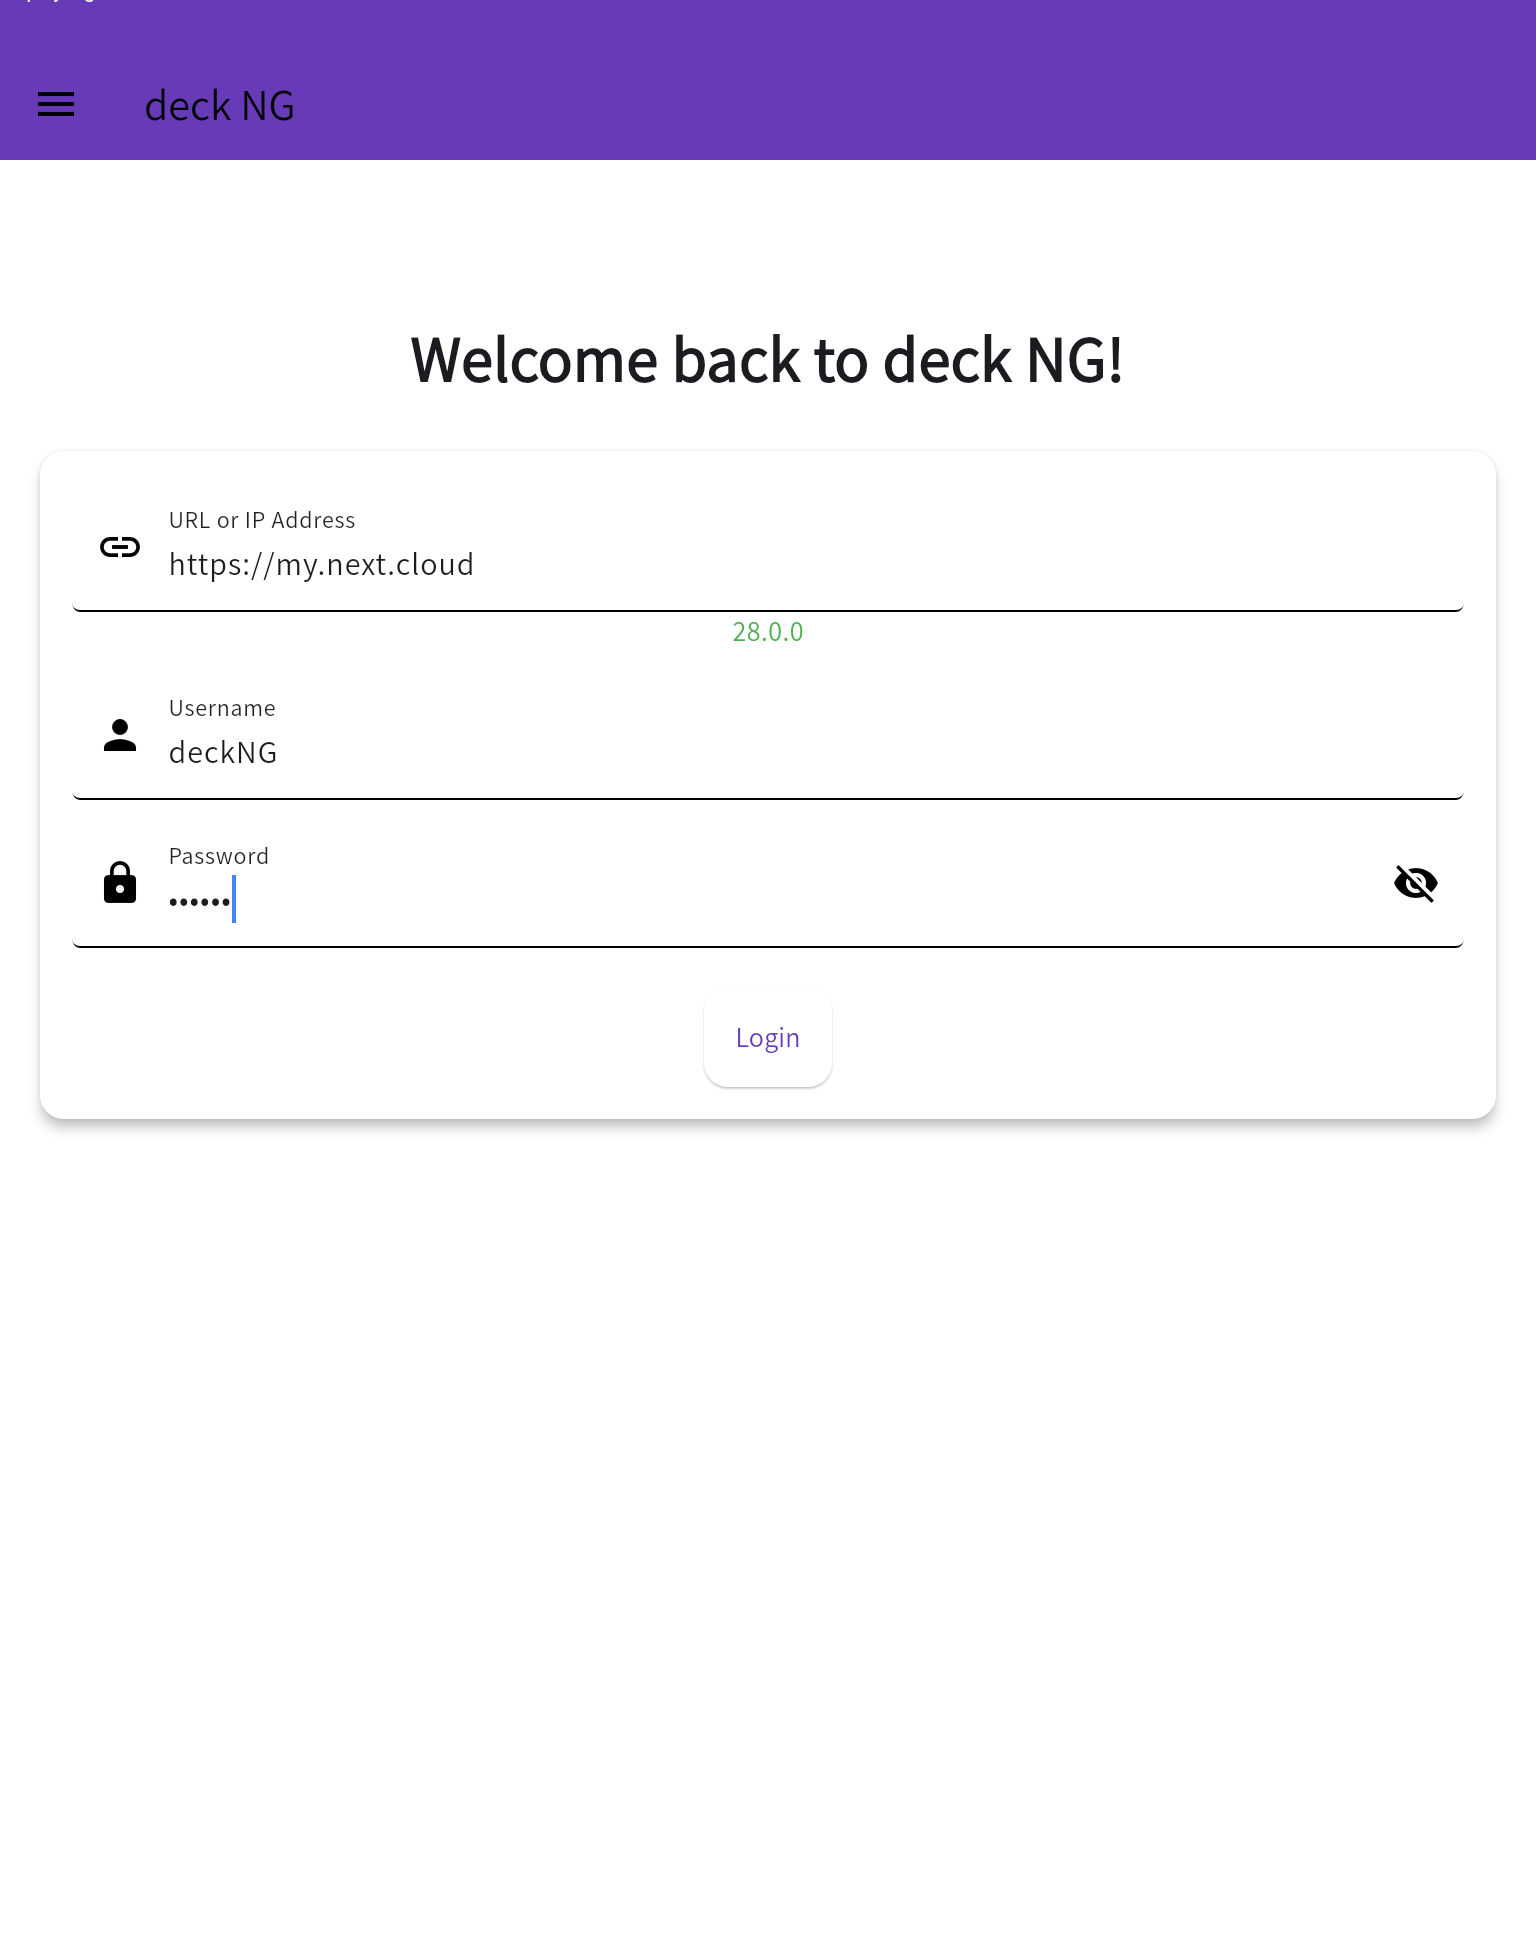 deck NG
Welcome back to deck NG!
URL or IP Address
https://my.next.cloud
28.0.0
Username
deckNG
Password
••••••
Login